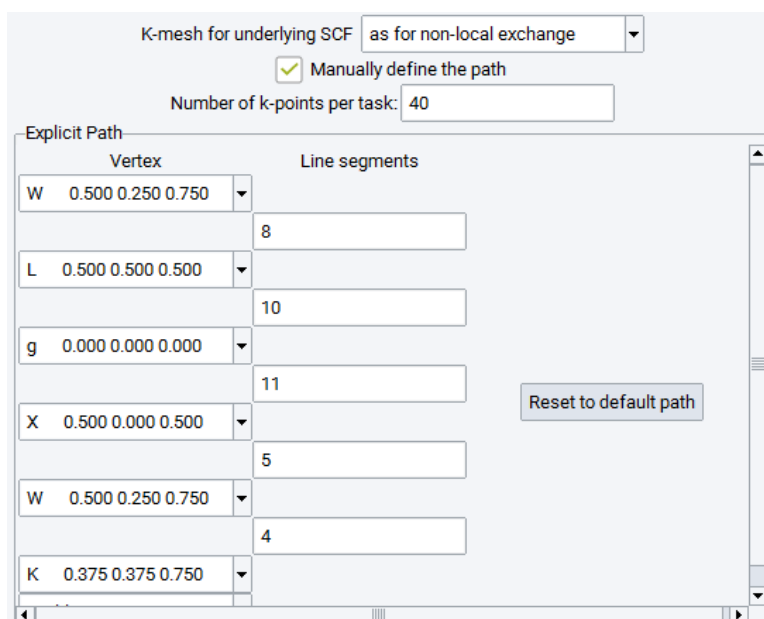 K-mesh for underlying SCF as for non-local exchange
Manually define the path
Number of k-points per task: 40
Explicit Path
Vertex Line segments
W 0.500 0.250 0.750
8
L 0.500 0.500 0.500
10
g 0.000 0.000 0.000
11
Reset to default path
X 0.500 0.000 0.500
5
W 0.500 0.250 0.750
4
K 0.375 0.375 0.750